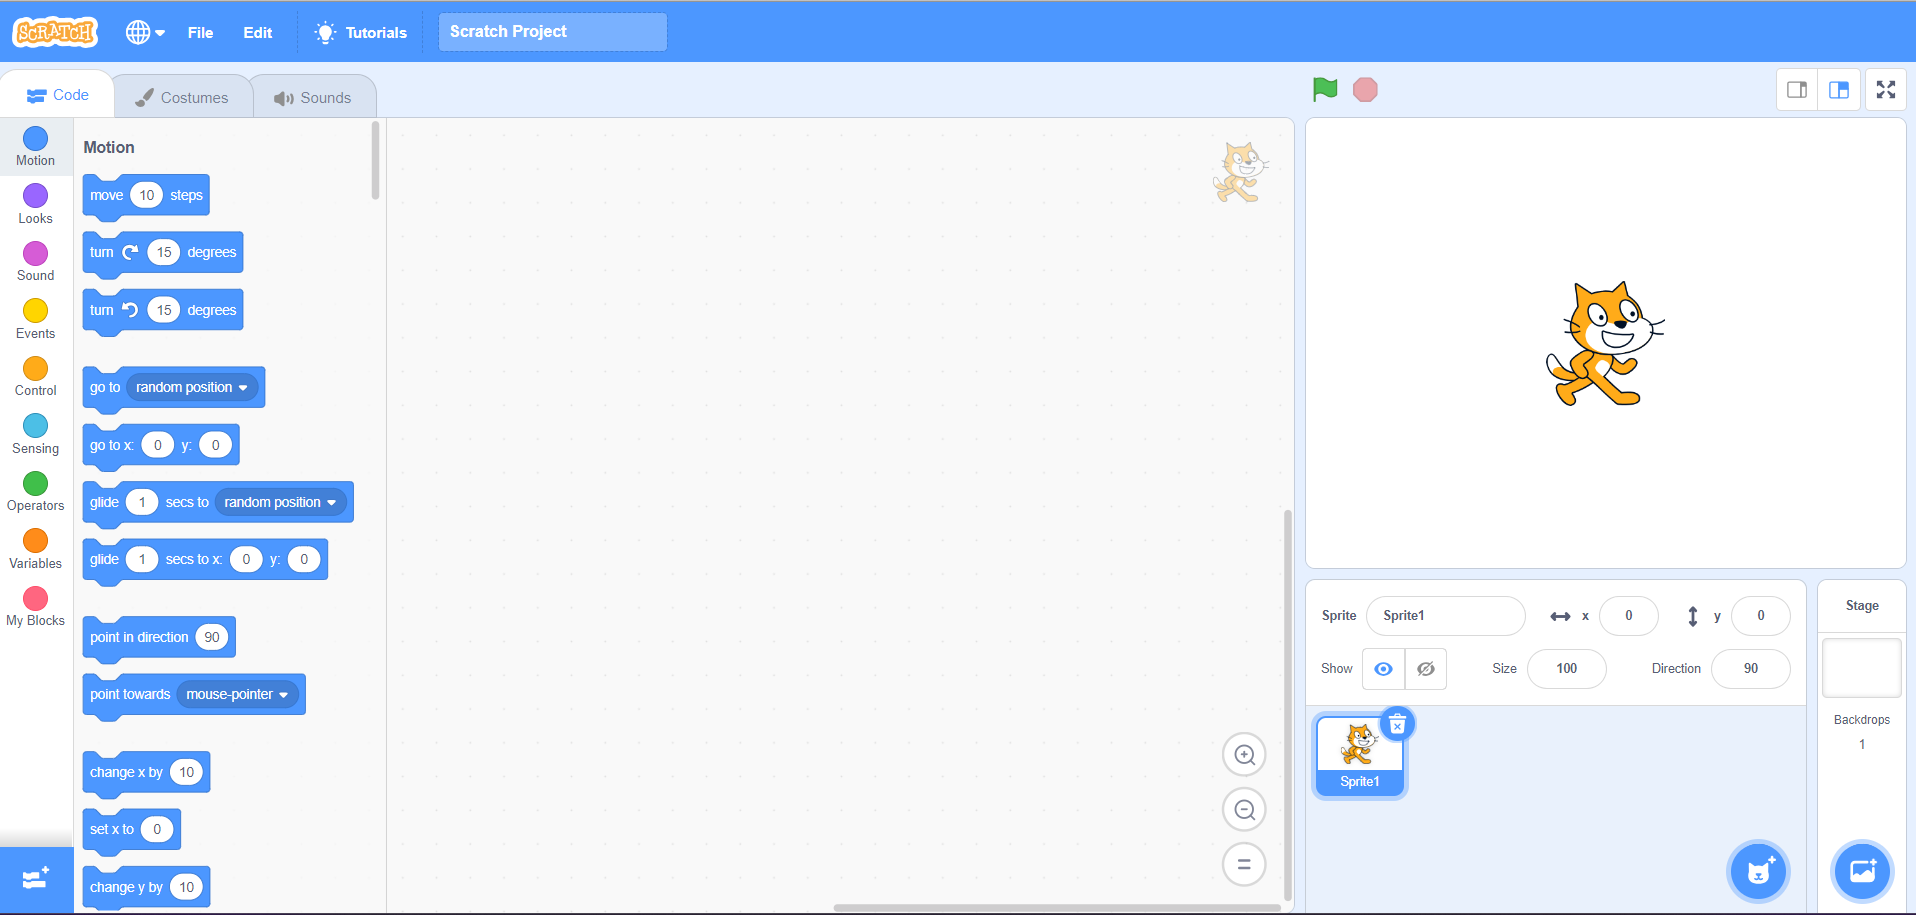 SCRATCH File Edit Tutorials Scratch Project
Code Costumes Sounds
Motion
Looks
Sound
Events
Control
Sensing
Operators
Variables
My Blocks
Motion
move 10 steps
turn 15 degrees
turn 15 degrees
go to random position
go to x: 0 y: 0
glide 1 secs to random position
glide 1 secs to x: 0 y: 0
point in direction 90
point towards mouse-pointer
change x by 10
set x to 0
change y by 10
Sprite Sprite1 x 0 y 0
Show Size 100 Direction 90
Sprite1
Stage
Backdrops
1